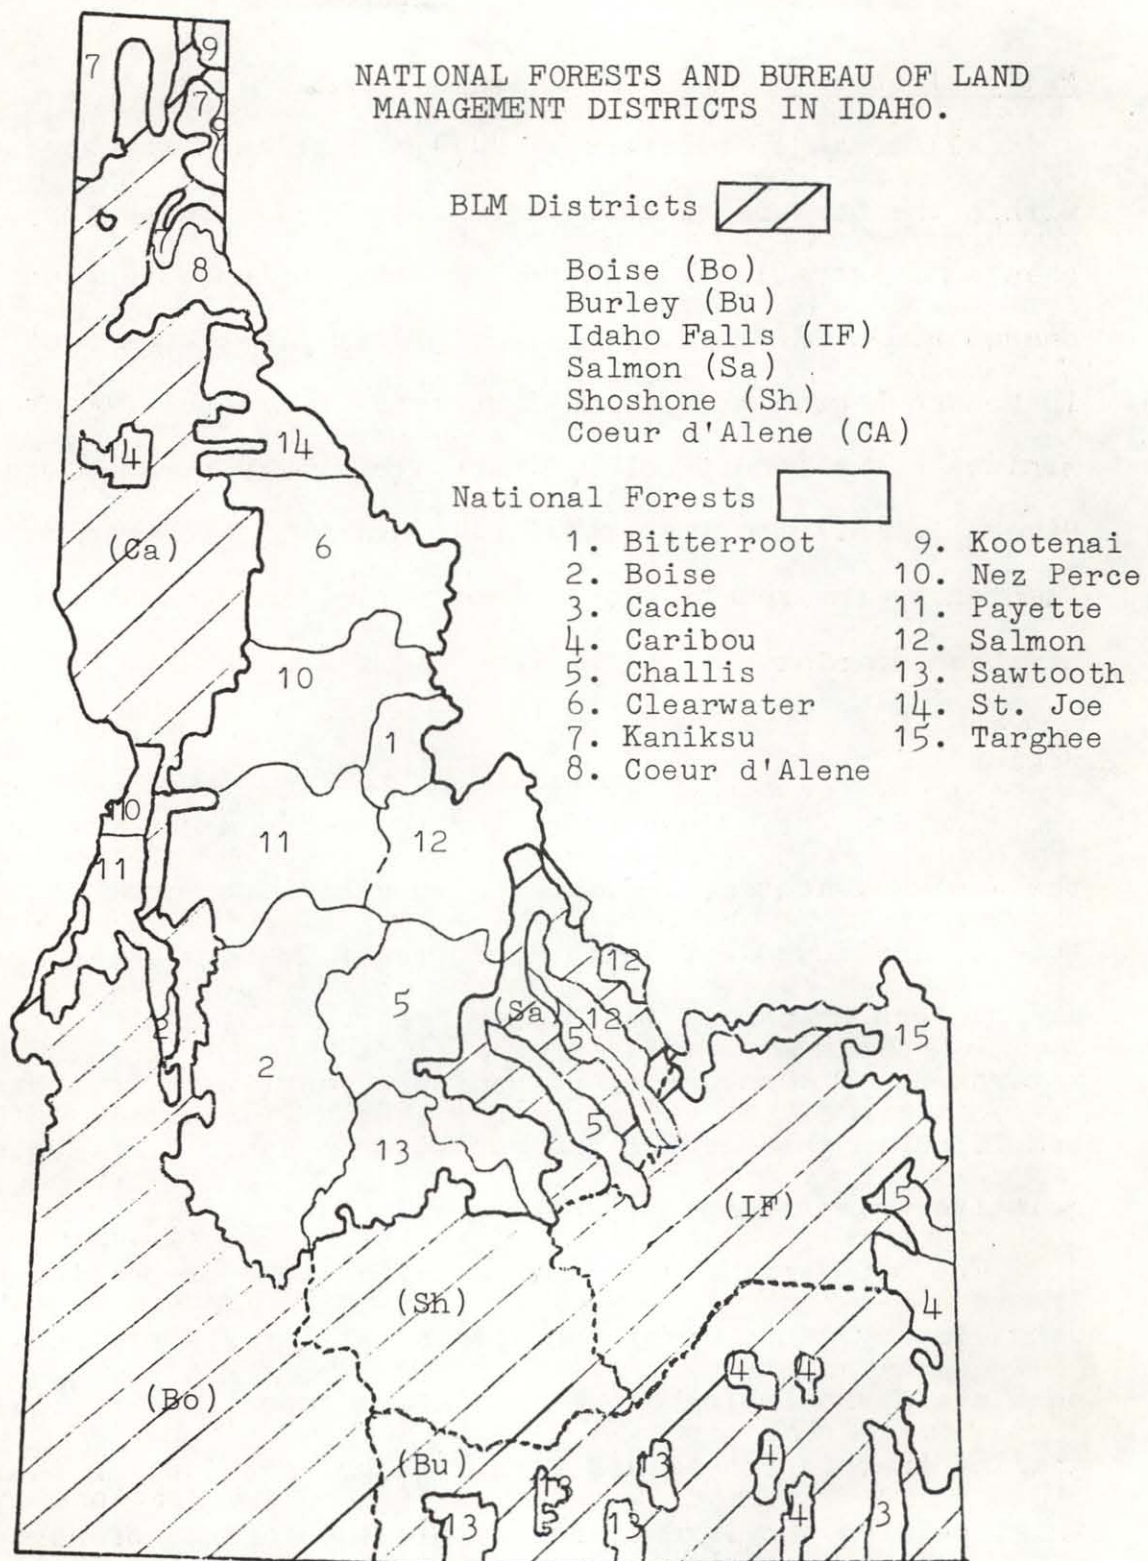 NATIONAL FORESTS AND BUREAU OF LAND
MANAGEMENT DISTRICTS IN IDAHO.
BLM Districts
Boise (Bo)
Burley (Bu)
Idaho Falls (IF)
Salmon (Sa)
Shoshone (Sh)
Coeur d'Alene (CA)
National Forests
1. Bitterroot
2. Boise
3. Cache
4. Caribou
5. Challis
6. Clearwater
7. Kaniksu
8. Coeur d'Alene
9. Kootenai
10. Nez Perce
11. Payette
12. Salmon
13. Sawtooth
14. St. Joe
15. Targhee
7
9
7
8
14
14
(Ca)
6
10
1
10
11
11
12
12
5
(Sa)
12
5
15
2
2
5
13
15
(IF)
(Sh)
4
4
4
(Bo)
(Bu)
13
4
13
13
4
3